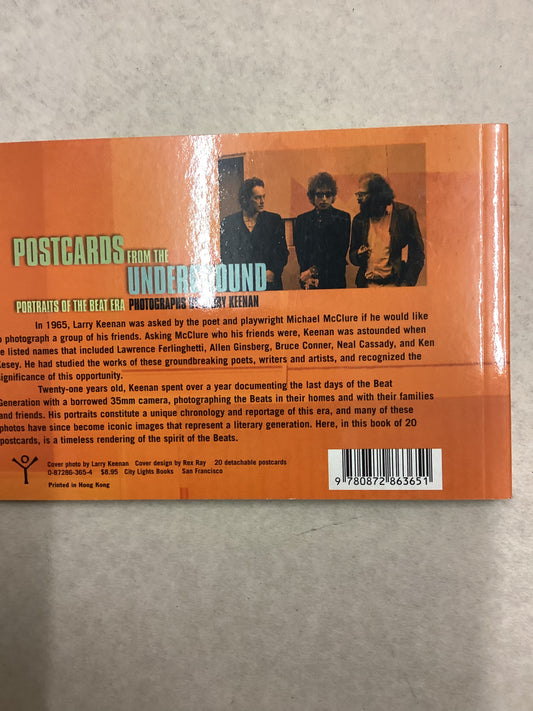 POSTCARDS FROM THE
UNDERGROUND
PORTRAITS OF THE BEAT ERA PHOTOGRAPHS BY LARRY KEENAN
In 1965, Larry Keenan was asked by the poet and playwright Michael McClure if he would like
o photograph a group of his friends. Asking McClure who his friends were, Keenan was astounded when
e listed names that included Lawrence Ferlinghetti, Allen Ginsberg, Bruce Conner, Neal Cassady, and Ken
Kesey. He had studied the works of these groundbreaking poets, writers and artists, and recognized the
significance of this opportunity.
Twenty-one years old, Keenan spent over a year documenting the last days of the Beat
Generation with a borrowed 35mm camera, photographing the Beats in their homes and with their families
and friends. His portraits constitute a unique chronology and reportage of this era, and many of these
photos have since become iconic images that represent a literary generation. Here, in this book of 20
postcards, is a timeless rendering of the spirit of the Beats.
Cover photo by Larry Keenan Cover design by Rex Ray 20 detachable postcards
0-87286-365-4 $8.95 City Lights Books San Francisco
Printed in Hong Kong
9 780872 863651